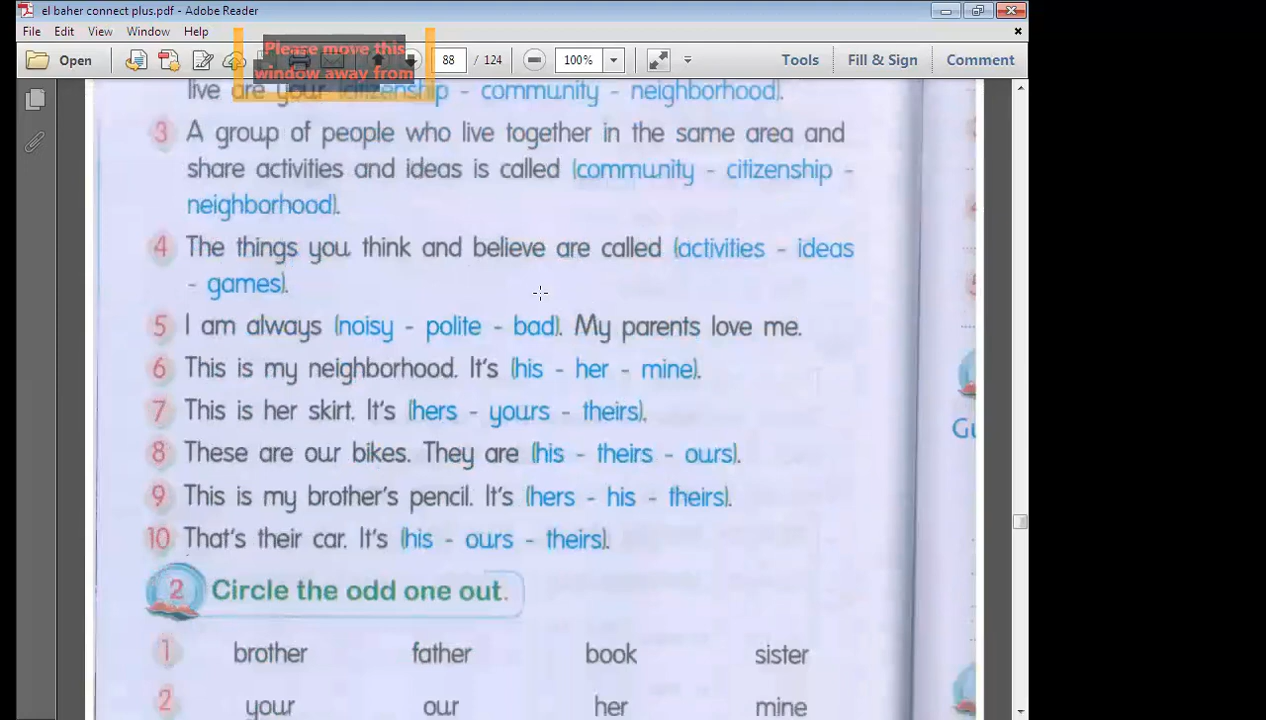 el baher connect plus.pdf - Adobe Reader
File Edit View Window Help
Please move this
window away from
Open 88 / 124 100% Tools Fill & Sign Comment
live are your (citizenship - community - neighborhood).
3 A group of people who live together in the same area and
share activities and ideas is called (community - citizenship -
neighborhood).
4 The things you think and believe are called (activities - ideas
- games).
5 I am always (noisy - polite - bad). My parents love me.
6 This is my neighborhood. It's (his - her - mine).
7 This is her skirt. It's (hers - yours - theirs).
8 These are our bikes. They are (his - theirs - ours).
9 This is my brother's pencil. It's (hers - his - theirs).
10 That's their car. It's (his - ours - theirs).
2 Circle the odd one out.
1 brother father book sister
2 your our her mine